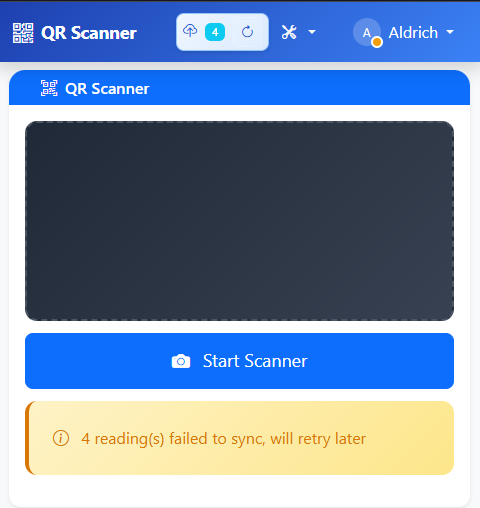 QR Scanner
4
A
Aldrich
QR Scanner
Start Scanner
4 reading(s) failed to sync, will retry later